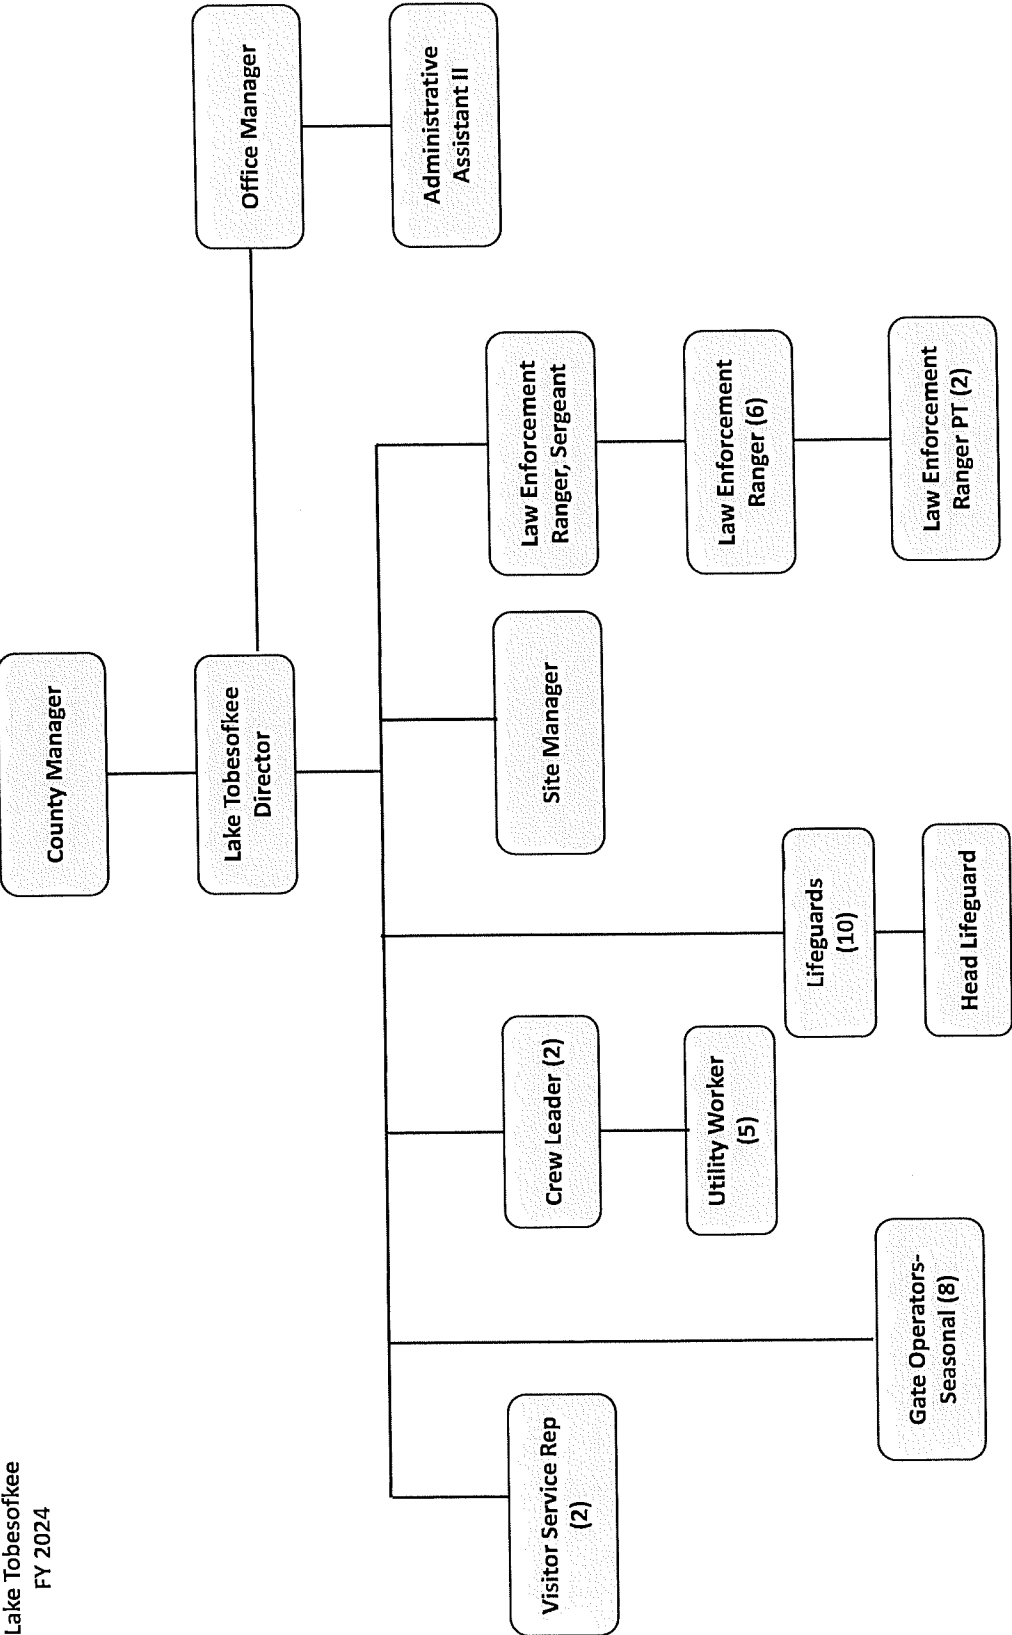 Lake Tobesofkee
FY 2024
County Manager
Lake Tobesofkee
Director
Office Manager
Administrative
Assistant II
Visitor Service Rep
(2)
Gate Operators-
Seasonal (8)
Crew Leader (2)
Utility Worker
(5)
Lifeguards
(10)
Head Lifeguard
Site Manager
Law Enforcement
Ranger, Sergeant
Law Enforcement
Ranger (6)
Law Enforcement
Ranger PT (2)